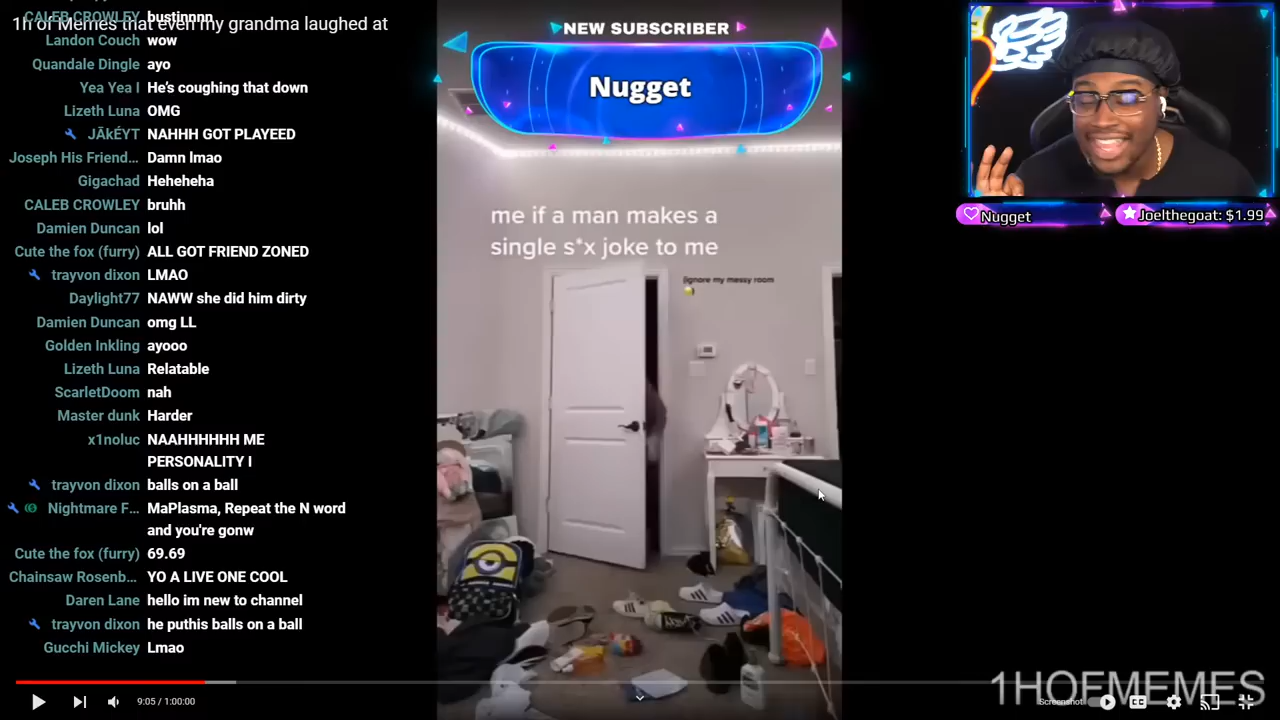 1h of Memes that even my grandma laughed at
CALEB CROWLEY bustinnnn
Landon Couch wow
Quandale Dingle ayo
Yea Yea I He's coughing that down
Lizeth Luna OMG
JÃkÉYT NAHHH GOT PLAYEED
Joseph His Friend... Damn lmao
Gigachad Heheheha
CALEB CROWLEY bruhh
Damien Duncan lol
Cute the fox (furry) ALL GOT FRIEND ZONED
trayvon dixon LMAO
Daylight77 NAWW she did him dirty
Damien Duncan omg LL
Golden Inkling ayooo
Lizeth Luna Relatable
ScarletDoom nah
Master dunk Harder
x1noluc NAAHHHHHH ME
PERSONALITY I
trayvon dixon balls on a ball
Nightmare F... MaPlasma, Repeat the N word
and you're gonw
Cute the fox (furry) 69.69
Chainsaw Rosenb... YO A LIVE ONE COOL
Daren Lane hello im new to channel
trayvon dixon he puthis balls on a ball
Gucchi Mickey Lmao
NEW SUBSCRIBER
Nugget
me if a man makes a
single s*x joke to me
(ignore my messy room
Nugget
Joelthegoat: $1.99
9:05 / 1:00:00
1HOFMEMES
Screenshot
CC